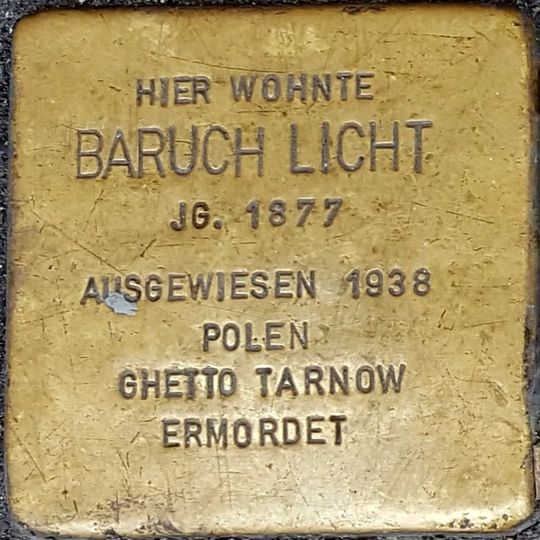 HIER WOHNTE
BARUCH LICHT
JG. 1877
AUSGEWIESEN 1938
POLEN
GHETTO TARNOW
ERMORDET